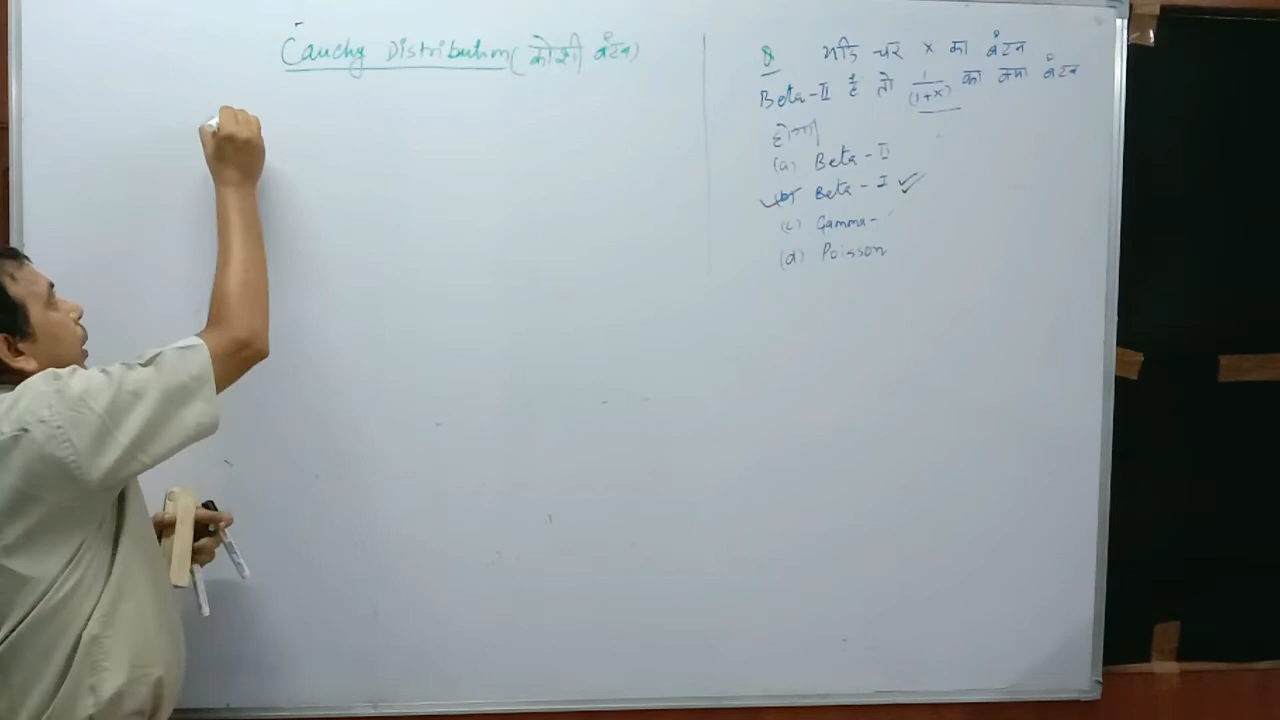 Cauchy Distribution (कोशी बंटन)
Q यदि चर x का बंटन
Beta-II है तो 1/(1+x) का क्या बंटन
होगा
(a) Beta-II
(b) Beta-I ✓
(c) Gamma-
(d) Poisson